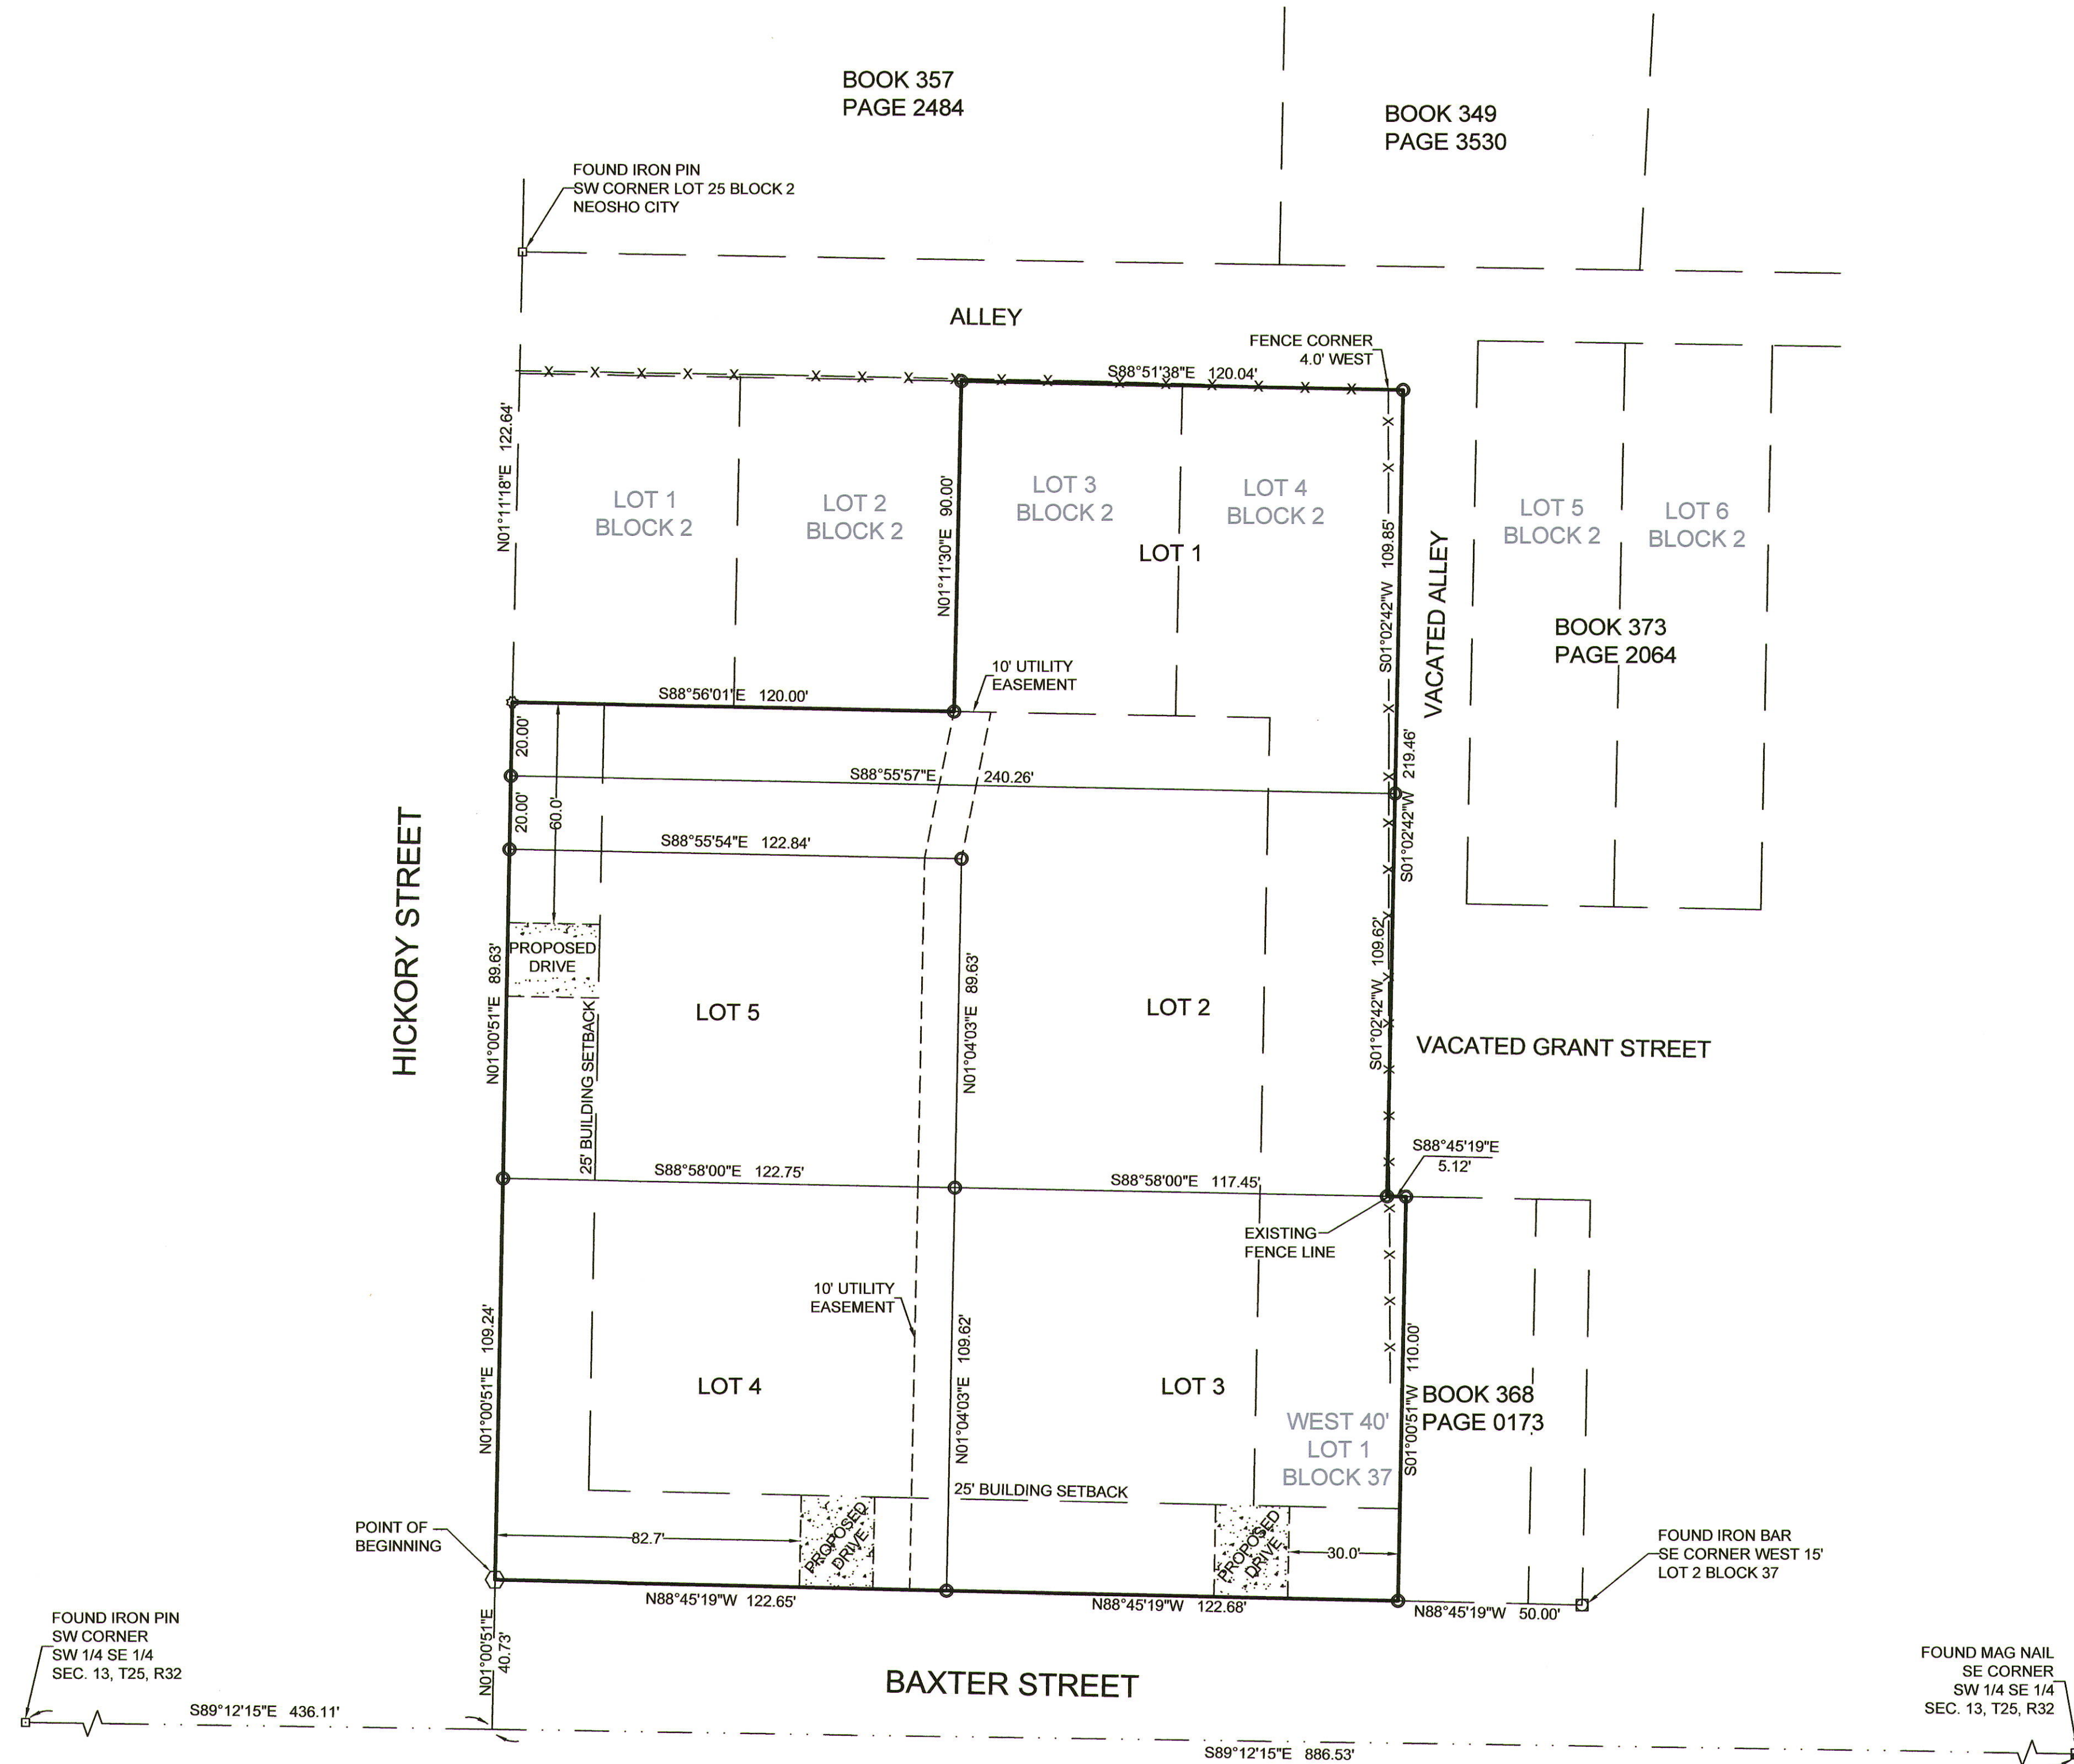 BOOK 357
PAGE 2484
BOOK 349
PAGE 3530
FOUND IRON PIN
SW CORNER LOT 25 BLOCK 2
NEOSHO CITY
ALLEY
FENCE CORNER
4.0' WEST
S88°51'38"E 120.04'
N01°11'18"E 122.64'
LOT 1
BLOCK 2
LOT 2
BLOCK 2
N01°11'30"E 90.00'
LOT 3
BLOCK 2
LOT 4
BLOCK 2
LOT 1
S01°02'42"W 109.85'
VACATED ALLEY
LOT 5
BLOCK 2
LOT 6
BLOCK 2
BOOK 373
PAGE 2064
10' UTILITY
EASEMENT
S88°56'01"E 120.00'
20.00'
S88°55'57"E 240.26'
S01°02'42"W 219.46'
20.00'
60.0'
S88°55'54"E 122.84'
HICKORY STREET
PROPOSED
DRIVE
N01°00'51"E 89.63'
25' BUILDING SETBACK
LOT 5
N01°04'03"E 89.63'
LOT 2
S01°02'42"W 109.62'
VACATED GRANT STREET
S88°45'19"E
5.12'
S88°58'00"E 122.75'
S88°58'00"E 117.45'
EXISTING
FENCE LINE
10' UTILITY
EASEMENT
N01°00'51"E 109.24'
LOT 4
N01°04'03"E 109.62'
LOT 3
S01°00'51"W 110.00'
BOOK 368
PAGE 0173
WEST 40'
LOT 1
BLOCK 37
25' BUILDING SETBACK
POINT OF
BEGINNING
82.7'
PROPOSED
DRIVE
PROPOSED
DRIVE
30.0'
FOUND IRON BAR
SE CORNER WEST 15'
LOT 2 BLOCK 37
N88°45'19"W 122.65'
N88°45'19"W 122.68'
N88°45'19"W 50.00'
FOUND IRON PIN
SW CORNER
SW 1/4 SE 1/4
SEC. 13, T25, R32
N01°00'51"E
40.73'
BAXTER STREET
FOUND MAG NAIL
SE CORNER
SW 1/4 SE 1/4
SEC. 13, T25, R32
S89°12'15"E 436.11'
S89°12'15"E 886.53'